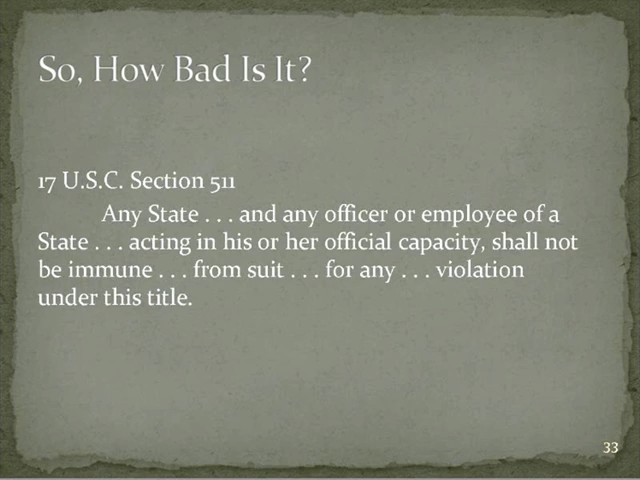 So, How Bad Is It?
17 U.S.C. Section 511
Any State . . . and any officer or employee of a
State . . . acting in his or her official capacity, shall not
be immune . . . from suit . . . for any . . . violation
under this title.
33